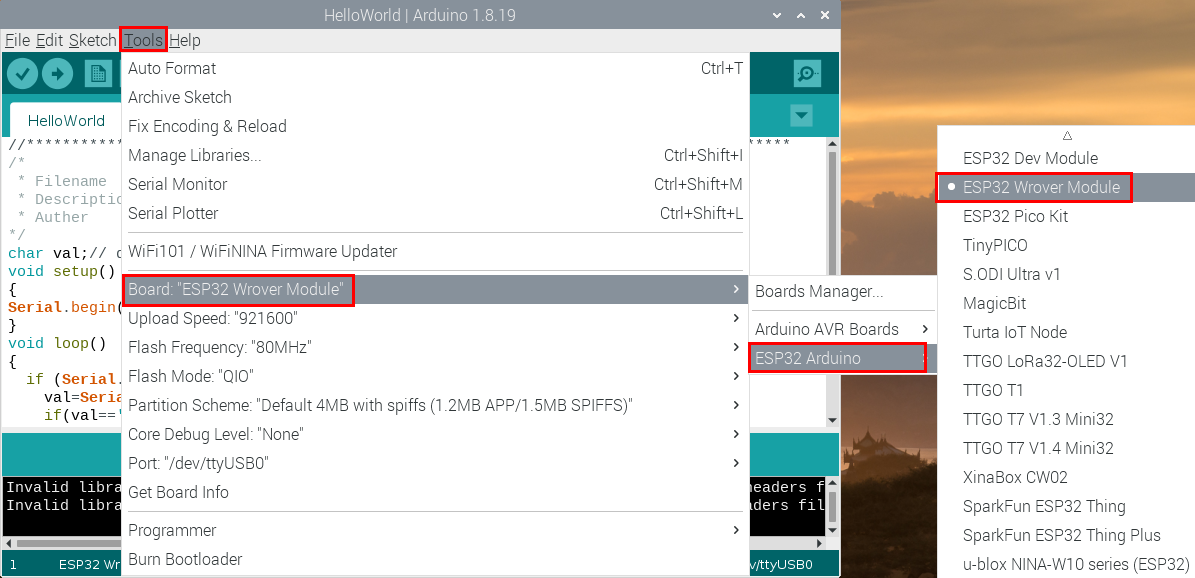 HelloWorld | Arduino 1.8.19
File Edit Sketch Tools Help
Auto Format Ctrl+T
Archive Sketch
Fix Encoding & Reload
Manage Libraries... Ctrl+Shift+I
Serial Monitor Ctrl+Shift+M
Serial Plotter Ctrl+Shift+L
WiFi101 / WiFiNINA Firmware Updater
Board: "ESP32 Wrover Module"
Upload Speed: "921600"
Flash Frequency: "80MHz"
Flash Mode: "QIO"
Partition Scheme: "Default 4MB with spiffs (1.2MB APP/1.5MB SPIFFS)"
Core Debug Level: "None"
Port: "/dev/ttyUSB0"
Get Board Info
Programmer
Burn Bootloader
HelloWorld
//************ *****
/*
* Filename
* Descriptio
* Auther
*/
char val;//
void setup()
{
Serial.begin(
}
void loop()
{
if (Serial.
val=Seria
if(val=='
Invalid libra headers f
Invalid libra aders fil
1 ESP32 Wr v/ttyUSB0
Boards Manager...
Arduino AVR Boards
ESP32 Arduino
ESP32 Dev Module
ESP32 Wrover Module
ESP32 Pico Kit
TinyPICO
S.ODI Ultra v1
MagicBit
Turta IoT Node
TTGO LoRa32-OLED V1
TTGO T1
TTGO T7 V1.3 Mini32
TTGO T7 V1.4 Mini32
XinaBox CW02
SparkFun ESP32 Thing
SparkFun ESP32 Thing Plus
u-blox NINA-W10 series (ESP32)